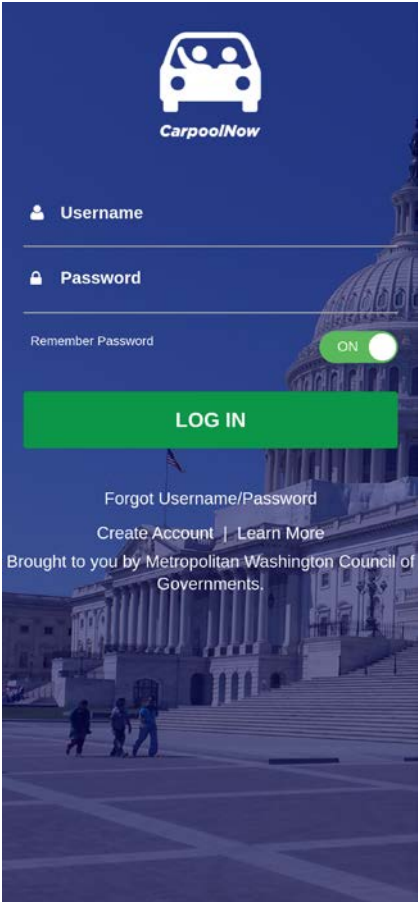 CarpoolNow
Username
Password
Remember Password
ON
LOG IN
Forgot Username/Password
Create Account | Learn More
Brought to you by Metropolitan Washington Council of
Governments.